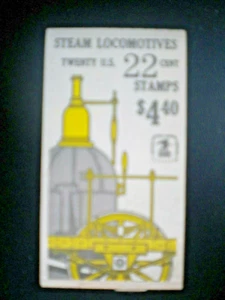 STEAM LOCOMOTIVES
TWENTY U.S. 22 CENT
STAMPS
$4.40